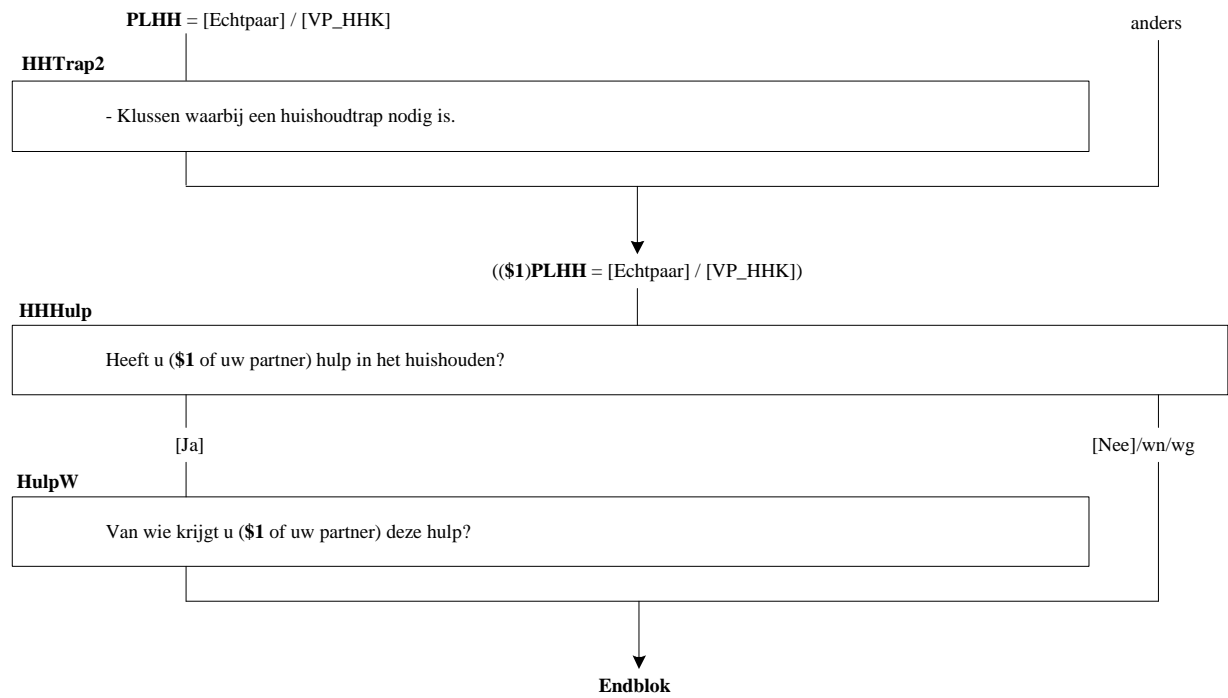 PLHH = [Echtpaar] / [VP_HHK]
anders
HHTrap2
- Klussen waarbij een huishoudtrap nodig is.
(($1)PLHH = [Echtpaar] / [VP_HHK])
HHHulp
Heeft u ($1 of uw partner) hulp in het huishouden?
[Ja]
[Nee]/wn/wg
HulpW
Van wie krijgt u ($1 of uw partner) deze hulp?
Endblok